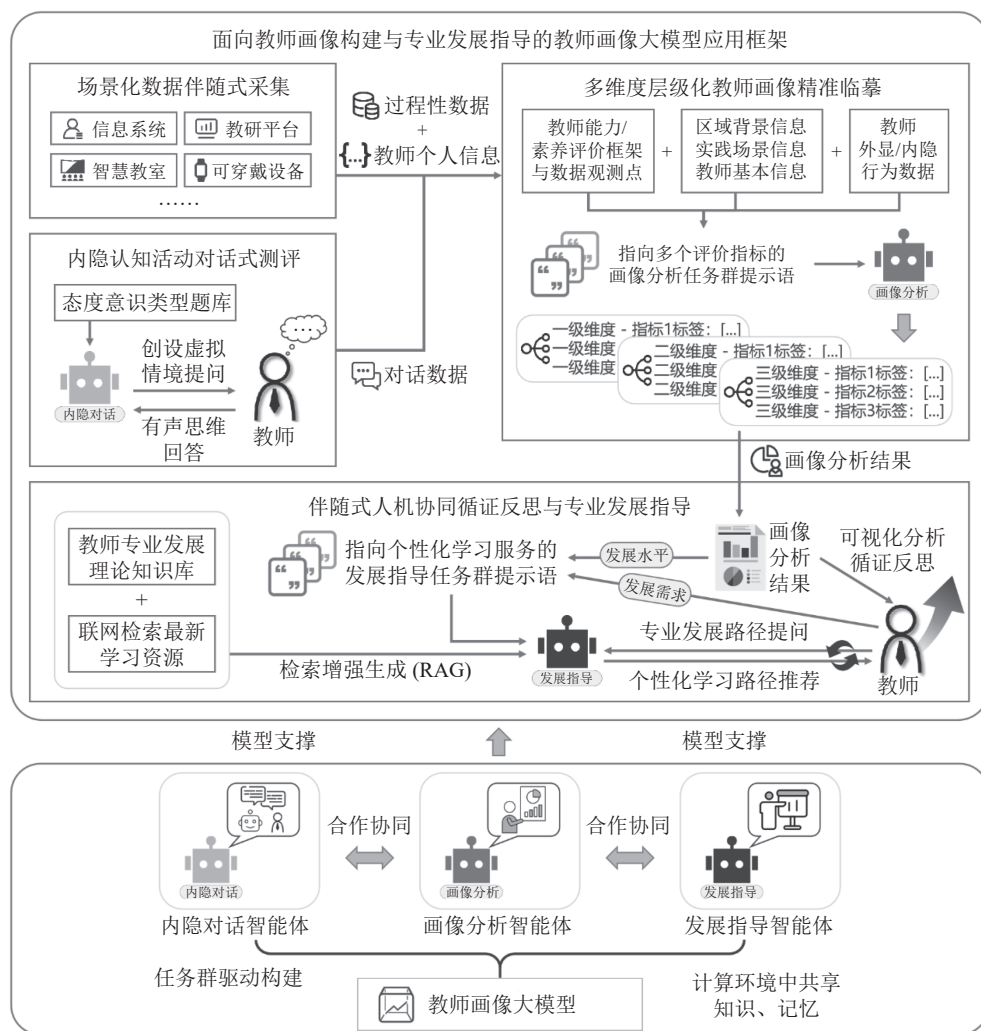 面向教师画像构建与专业发展指导的教师画像大模型应用框架
场景化数据伴随式采集
信息系统
教研平台
智慧教室
可穿戴设备
……
过程性数据
+
{...}教师个人信息
内隐认知活动对话式测评
态度意识类型题库
创设虚拟
情境提问
内隐对话
有声思维
回答
...
教师
对话数据
多维度层级化教师画像精准临摹
教师能力/
素养评价框架
与数据观测点
+
区域背景信息
实践场景信息
教师基本信息
+
教师
外显/内隐
行为数据
指向多个评价指标的
画像分析任务群提示语
画像分析
一级维度 - 指标1标签：[...]
一级维度
一级维度
二级维度 - 指标1标签：[...]
二级维度
二级维度
三级维度 - 指标1标签：[...]
三级维度 - 指标2标签：[...]
三级维度 - 指标3标签：[...]
画像分析结果
伴随式人机协同循证反思与专业发展指导
教师专业发展
理论知识库
+
联网检索最新
学习资源
指向个性化学习服务的
发展指导任务群提示语
发展水平
发展需求
画像
分析
结果
可视化分析
循证反思
检索增强生成 (RAG)
发展指导
专业发展路径提问
个性化学习路径推荐
教师
模型支撑
模型支撑
内隐对话
合作协同
画像分析
合作协同
发展指导
内隐对话智能体
画像分析智能体
发展指导智能体
任务群驱动构建
教师画像大模型
计算环境中共享
知识、记忆